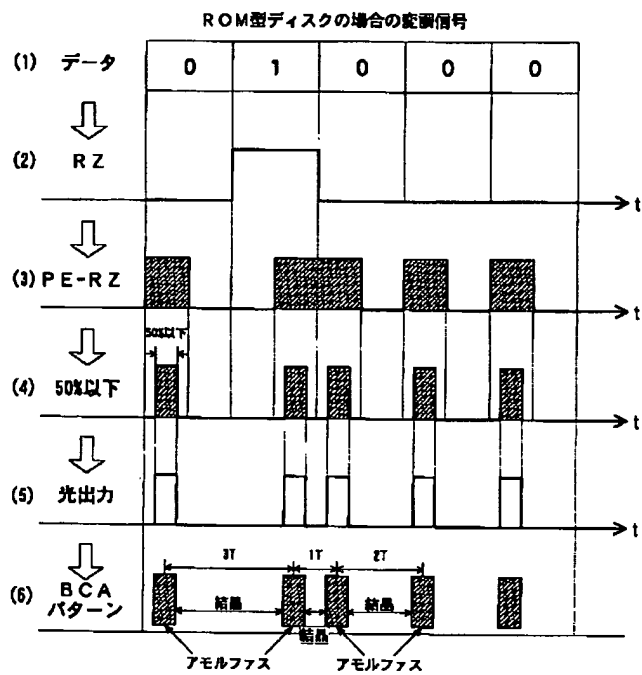 ROM型ディスクの場合の変調信号
(1) データ 0 1 0 0 0
(2) RZ
t
(3) PE-RZ
t
50%以下
(4) 50%以下
t
(5) 光出力
t
3T 1T 2T
(6) BCA
パターン
結晶 結晶 結晶
アモルファス アモルファス